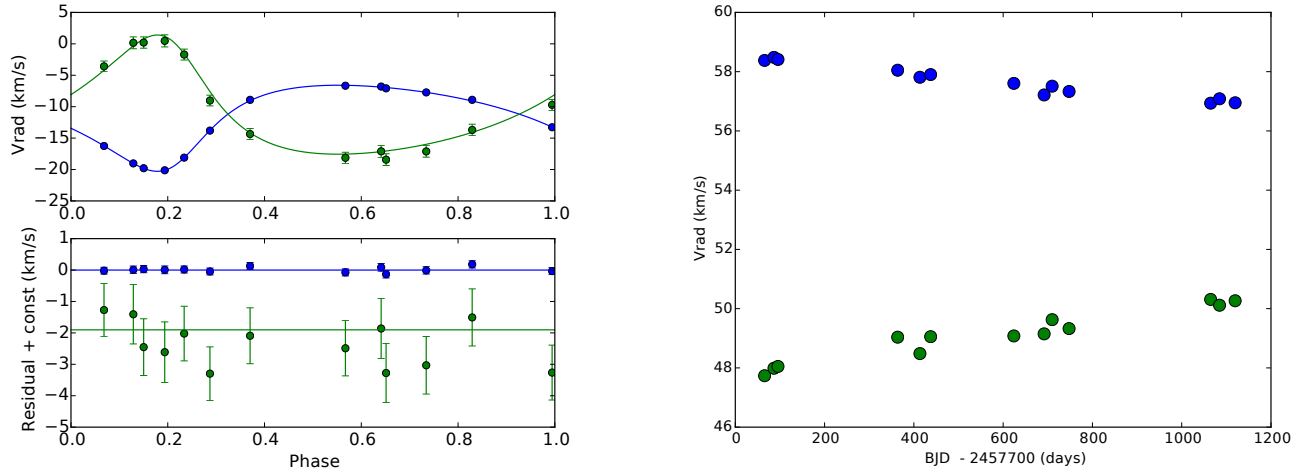 5
0
−5
−10
−15
−20
−25
Vrad (km/s)
0.0 0.2 0.4 0.6 0.8 1.0
1
0
−1
−2
−3
−4
−5
Residual + const (km/s)
0.0 0.2 0.4 0.6 0.8 1.0
Phase
60
58
56
54
52
50
48
46
Vrad (km/s)
0 200 400 600 800 1000 1200
BJD - 2457700 (days)